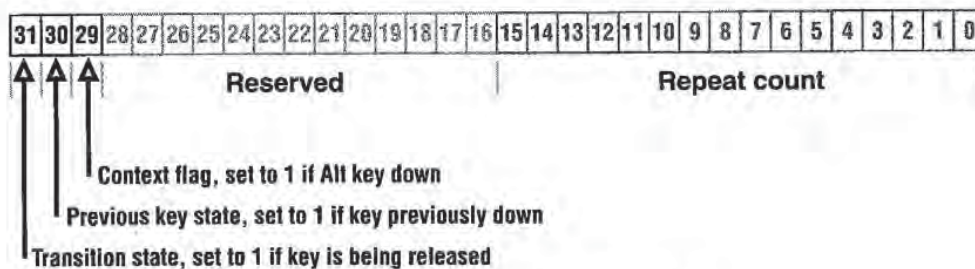 31 30 29 28 27 26 25 24 23 22 21 20 19 18 17 16 15 14 13 12 11 10 9 8 7 6 5 4 3 2 1 0
Reserved Repeat count
Context flag, set to 1 if Alt key down
Previous key state, set to 1 if key previously down
Transition state, set to 1 if key is being released